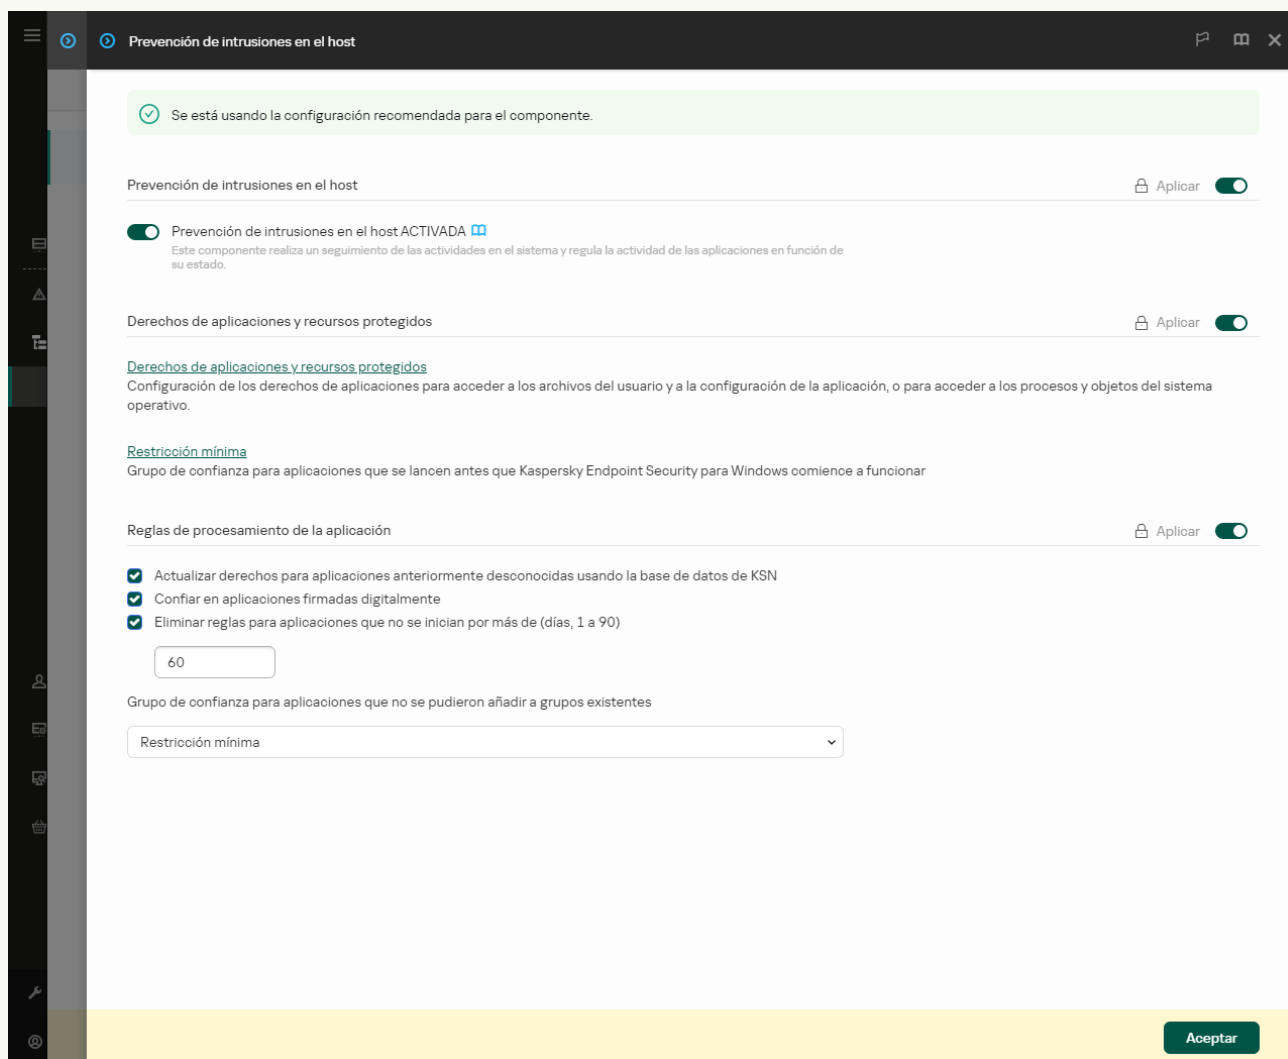 Prevención de intrusiones en el host
Se está usando la configuración recomendada para el componente.
Prevención de intrusiones en el host
Aplicar
Prevención de intrusiones en el host ACTIVADA
Este componente realiza un seguimiento de las actividades en el sistema y regula la actividad de las aplicaciones en función de
su estado.
Derechos de aplicaciones y recursos protegidos
Aplicar
Derechos de aplicaciones y recursos protegidos
Configuración de los derechos de aplicaciones para acceder a los archivos del usuario y a la configuración de la aplicación, o para acceder a los procesos y objetos del sistema
operativo.
Restricción mínima
Grupo de confianza para aplicaciones que se lancen antes que Kaspersky Endpoint Security para Windows comience a funcionar
Reglas de procesamiento de la aplicación
Aplicar
Actualizar derechos para aplicaciones anteriormente desconocidas usando la base de datos de KSN
Confiar en aplicaciones firmadas digitalmente
Eliminar reglas para aplicaciones que no se inician por más de (días, 1 a 90)
60
Grupo de confianza para aplicaciones que no se pudieron añadir a grupos existentes
Restricción mínima
Aceptar